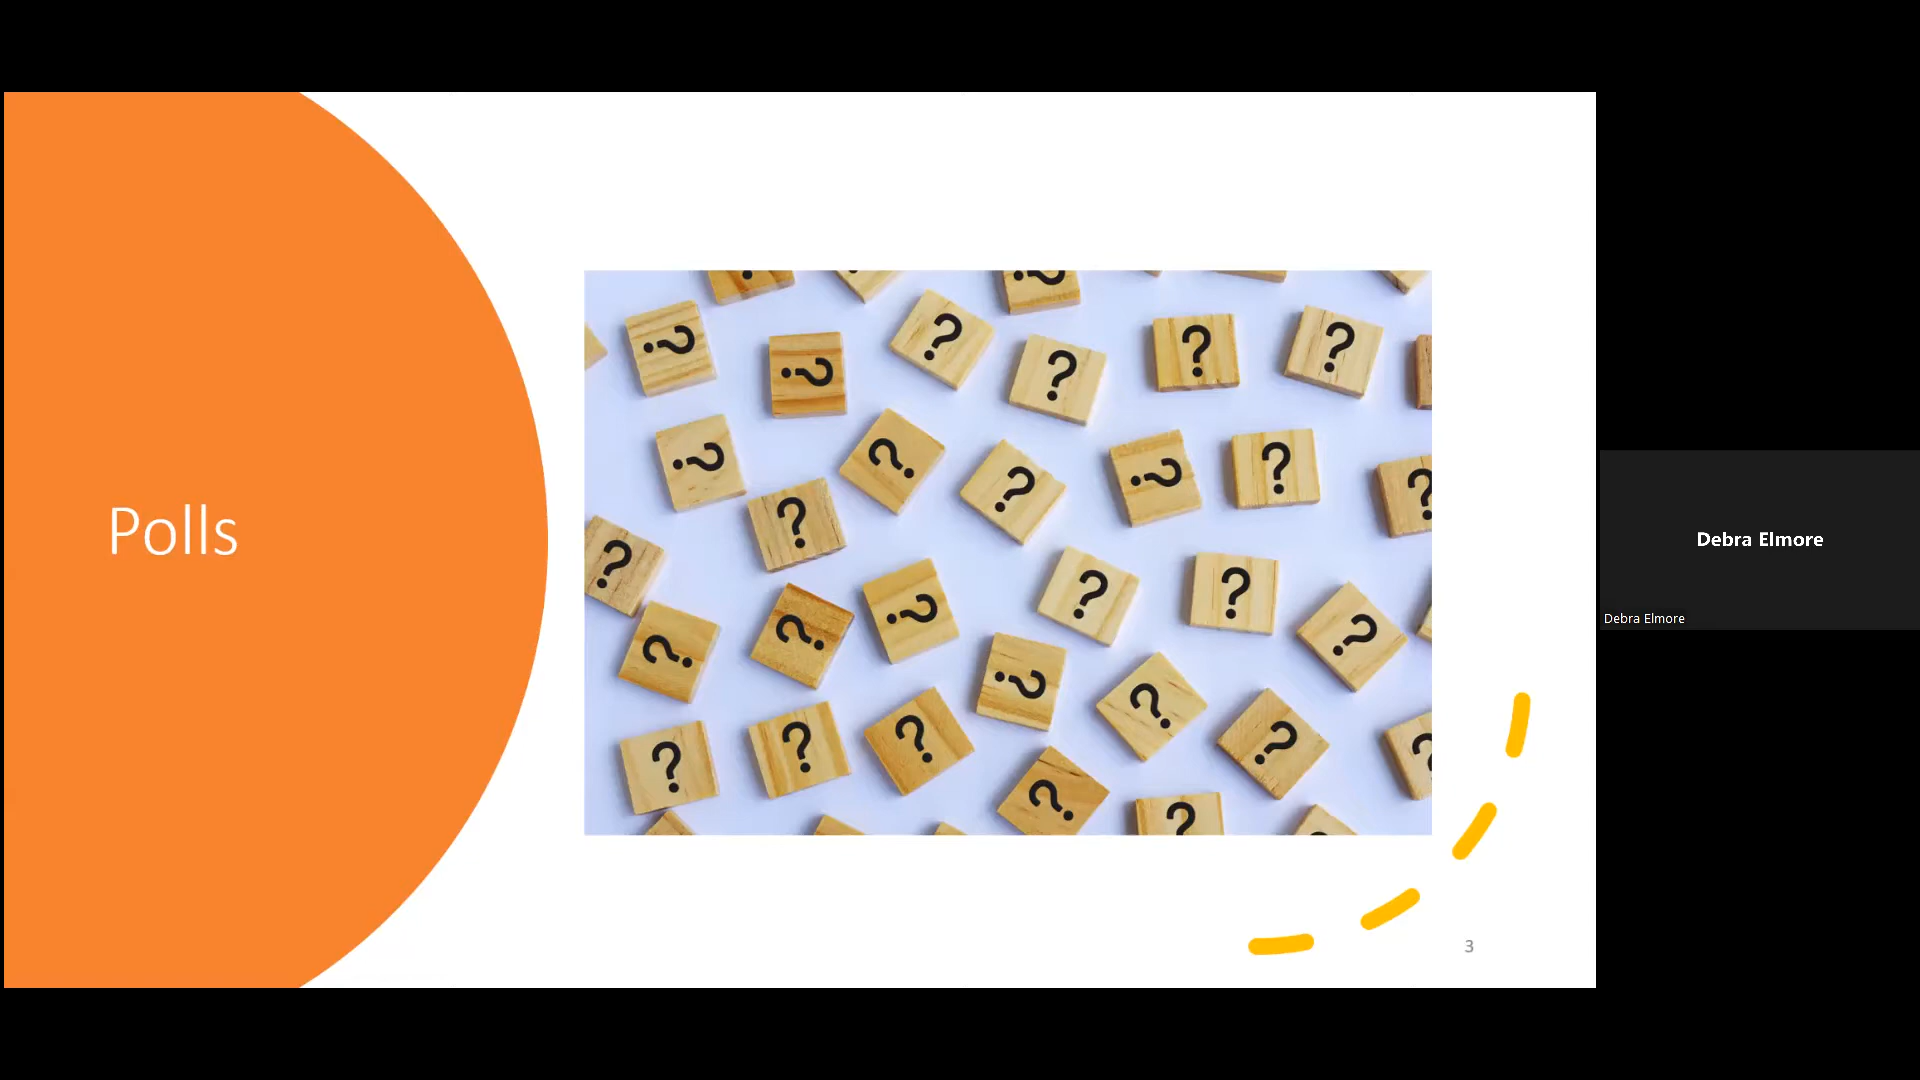 Polls
? ? ? ? ? ?
? ? ? ? ? ?
? ? ? ? ? ? ?
? ? ? ? ?
? ? ? ? ? ?
? ?
3
Debra Elmore
Debra Elmore